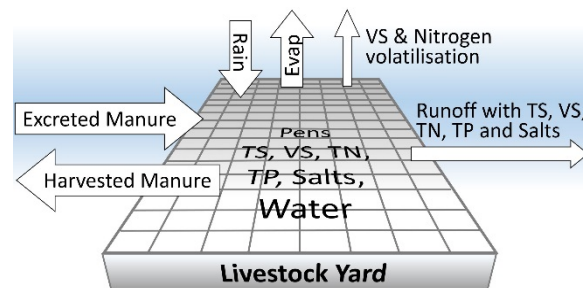 Rain
Evap
VS & Nitrogen
volatilisation
Excreted Manure
Runoff with TS, VS,
TN, TP and Salts
Harvested Manure
Pens
TS, VS, TN,
TP, Salts,
Water
Livestock Yard